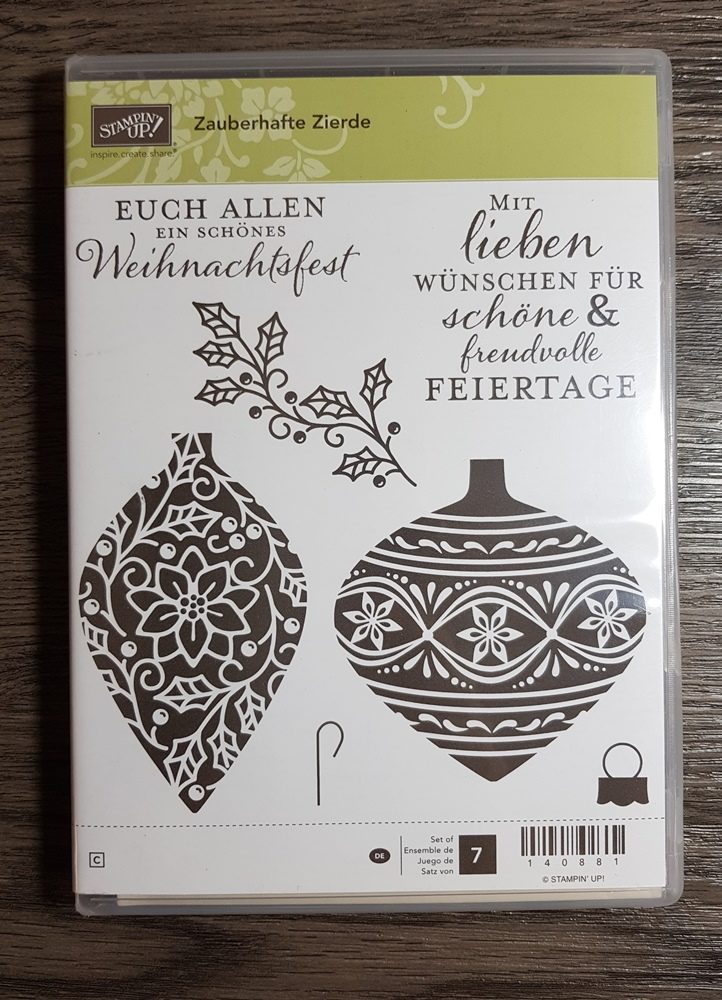 STAMPIN' UP!
inspire.create.share.®
Zauberhafte Zierde
EUCH ALLEN
EIN SCHÖNES
Weihnachtsfest
MIT
lieben
WÜNSCHEN FÜR
schöne &
freudvolle
FEIERTAGE
C
DE
Set of
Ensemble de
Juego de
Satz von
7
140881
© STAMPIN' UP!